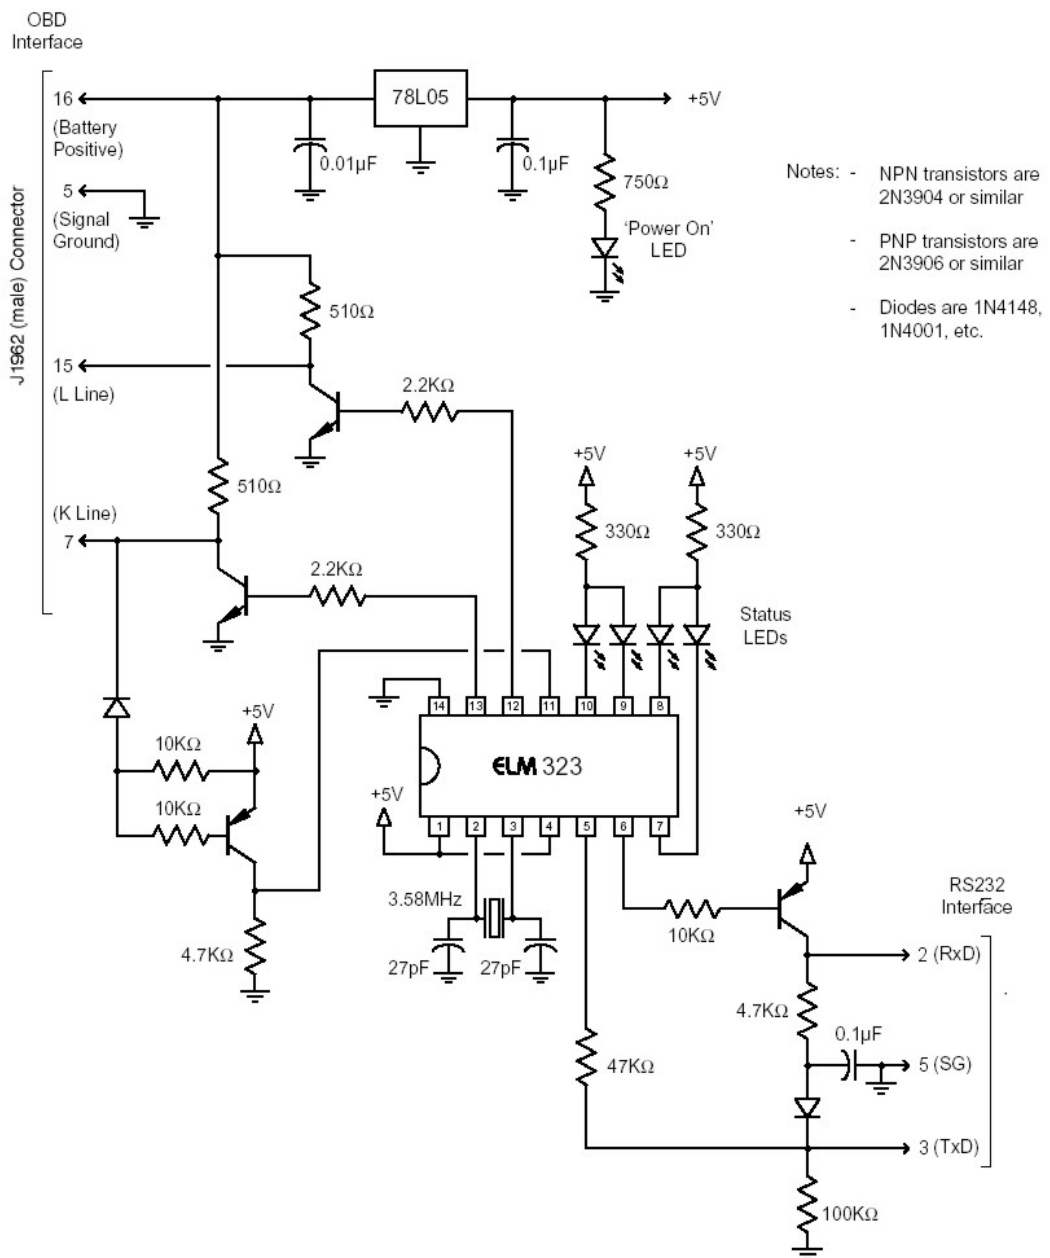 OBD
Interface
J1962 (male) Connector
16
(Battery
Positive)
5
(Signal
Ground)
15
(L Line)
(K Line)
7
78L05
+5V
0.01µF
0.1µF
750Ω
'Power On'
LED
Notes: - NPN transistors are
2N3904 or similar
- PNP transistors are
2N3906 or similar
- Diodes are 1N4148,
1N4001, etc.
510Ω
2.2KΩ
510Ω
2.2KΩ
+5V
+5V
330Ω
330Ω
Status
LEDs
14
13
12
11
10
9
8
ELM 323
1
2
3
4
5
6
7
+5V
10KΩ
10KΩ
+5V
4.7KΩ
3.58MHz
27pF
27pF
+5V
10KΩ
RS232
Interface
2 (RxD)
4.7KΩ
0.1µF
5 (SG)
47KΩ
3 (TxD)
100KΩ